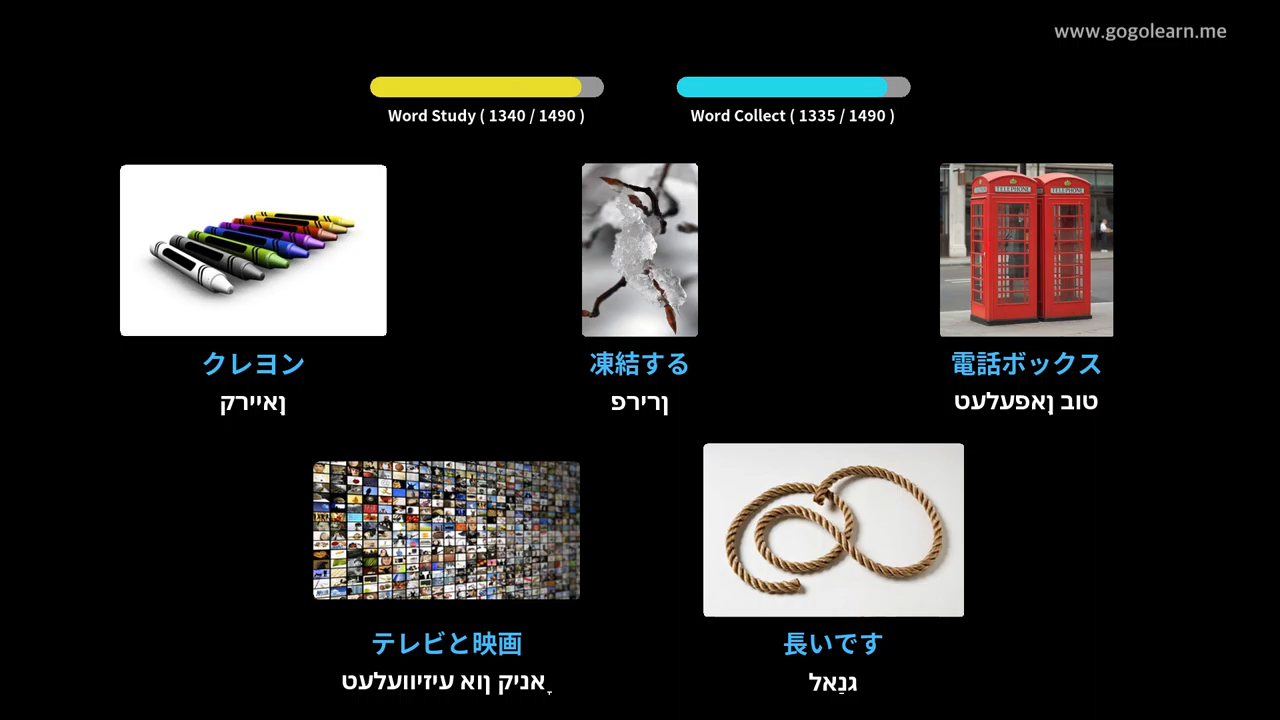 www.gogolearn.me
Word Study ( 1340 / 1490 )
Word Collect ( 1335 / 1490 )
クレヨン
קרייאָן
凍結する
פרירן
電話ボックス
טעלעפאָן בוט
テレビと映画
טעלעוויזיע און קינאָ
長いです
לאַנג